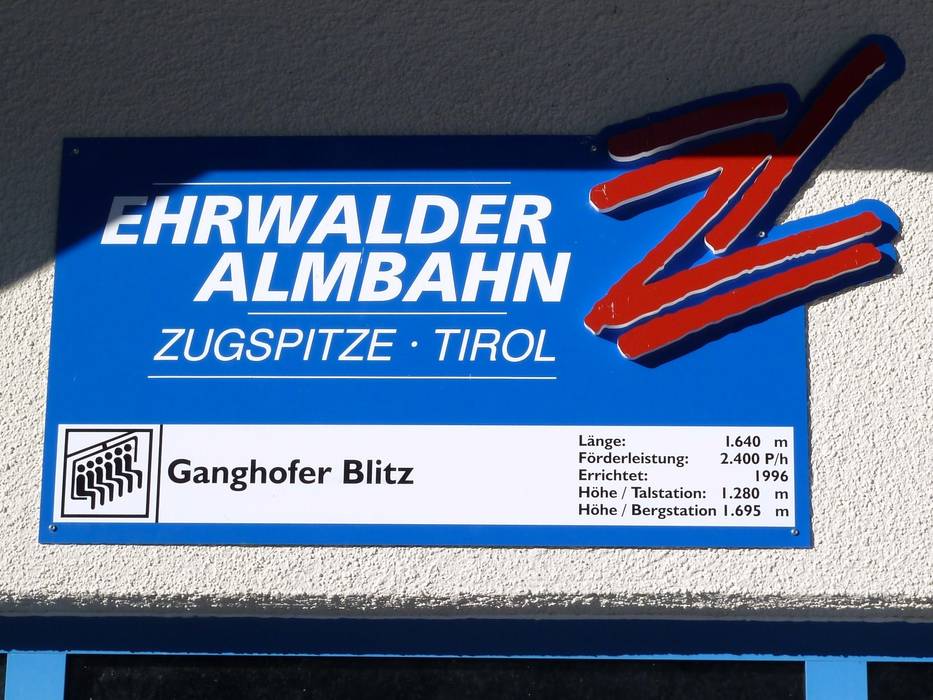 EHRWALDER
ALMBAHN
ZUGSPITZE · TIROL
Ganghofer Blitz
Länge: 1.640 m
Förderleistung: 2.400 P/h
Errichtet: 1996
Höhe / Talstation: 1.280 m
Höhe / Bergstation 1.695 m